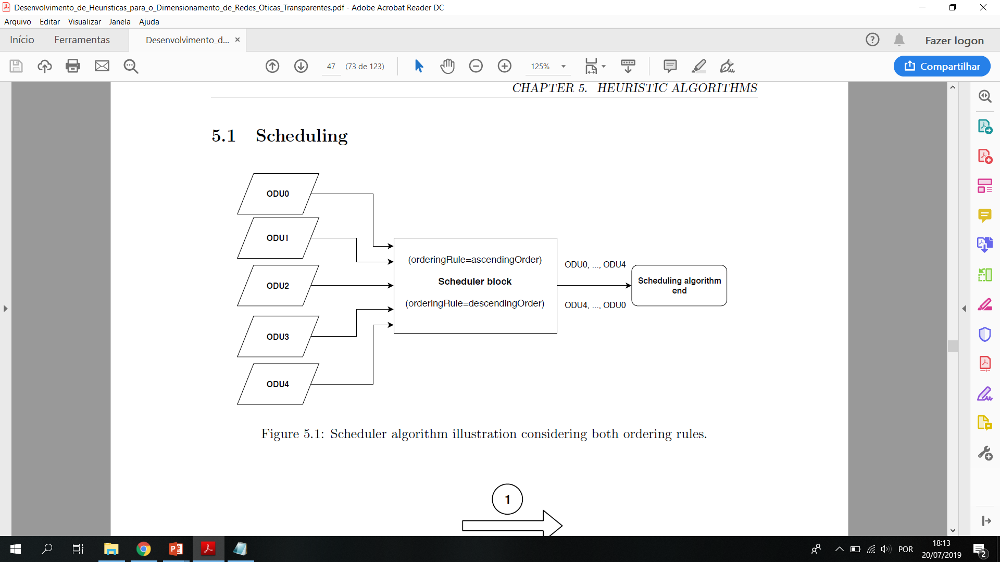 Desenvolvimento_de_Heuristicas_para_o_Dimensionamento_de_Redes_Oticas_Transparentes.pdf - Adobe Acrobat Reader DC
Arquivo Editar Visualizar Janela Ajuda
Início Ferramentas Desenvolvimento_d... × Fazer logon
47 (73 de 123) 125% Compartilhar
CHAPTER 5. HEURISTIC ALGORITHMS
5.1 Scheduling
ODU0
ODU1
ODU2
ODU3
ODU4
(orderingRule=ascendingOrder)
Scheduler block
(orderingRule=descendingOrder)
ODU0, ..., ODU4
ODU4, ..., ODU0
Scheduling algorithm
end
Figure 5.1: Scheduler algorithm illustration considering both ordering rules.
1
POR
18:13
20/07/2019
2